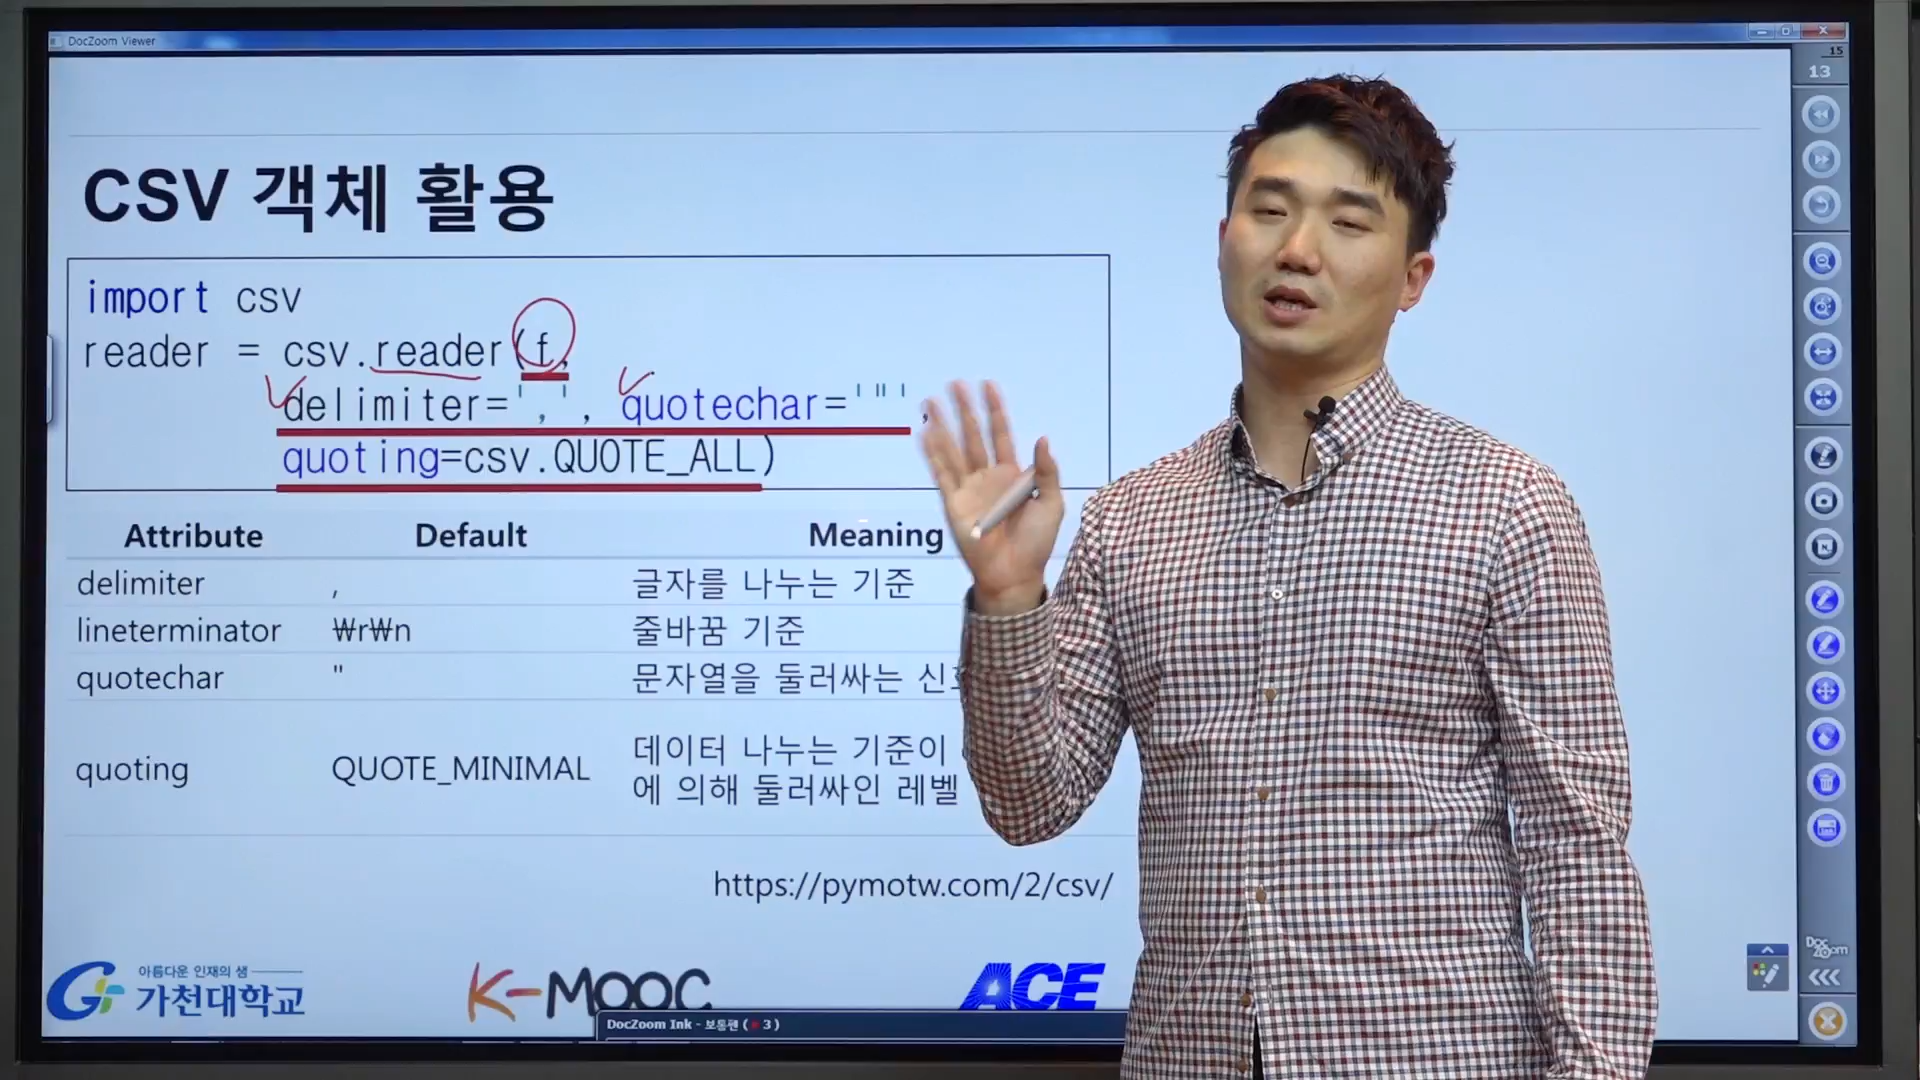 DocZoom Viewer
15
13
CSV 객체 활용
import csv
reader = csv.reader(f,
delimiter=',', quotechar='"',
quoting=csv.QUOTE_ALL)
Attribute Default Meaning
delimiter , 글자를 나누는 기준
lineterminator ₩r₩n 줄바꿈 기준
quotechar " 문자열을 둘러싸는
quoting QUOTE_MINIMAL 데이터 나누는 기준이
에 의해 둘러싸인 레벨
https://pymotw.com/2/csv/
아름다운 인재의 샘
가천대학교
K-MOOC
ACE
DocZoom Ink - 보통펜 ( 3 )
DocZoom